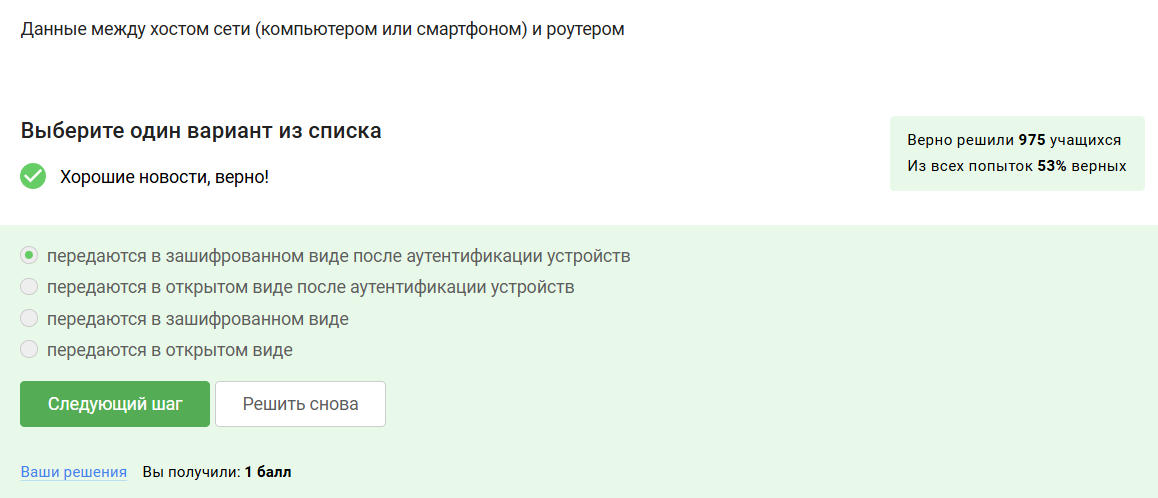 Данные между хостом сети (компьютером или смартфоном) и роутером
Выберите один вариант из списка
Верно решили 975 учащихся
Из всех попыток 53% верных
Хорошие новости, верно!
передаются в зашифрованном виде после аутентификации устройств
передаются в открытом виде после аутентификации устройств
передаются в зашифрованном виде
передаются в открытом виде
Следующий шаг
Решить снова
Ваши решения Вы получили: 1 балл